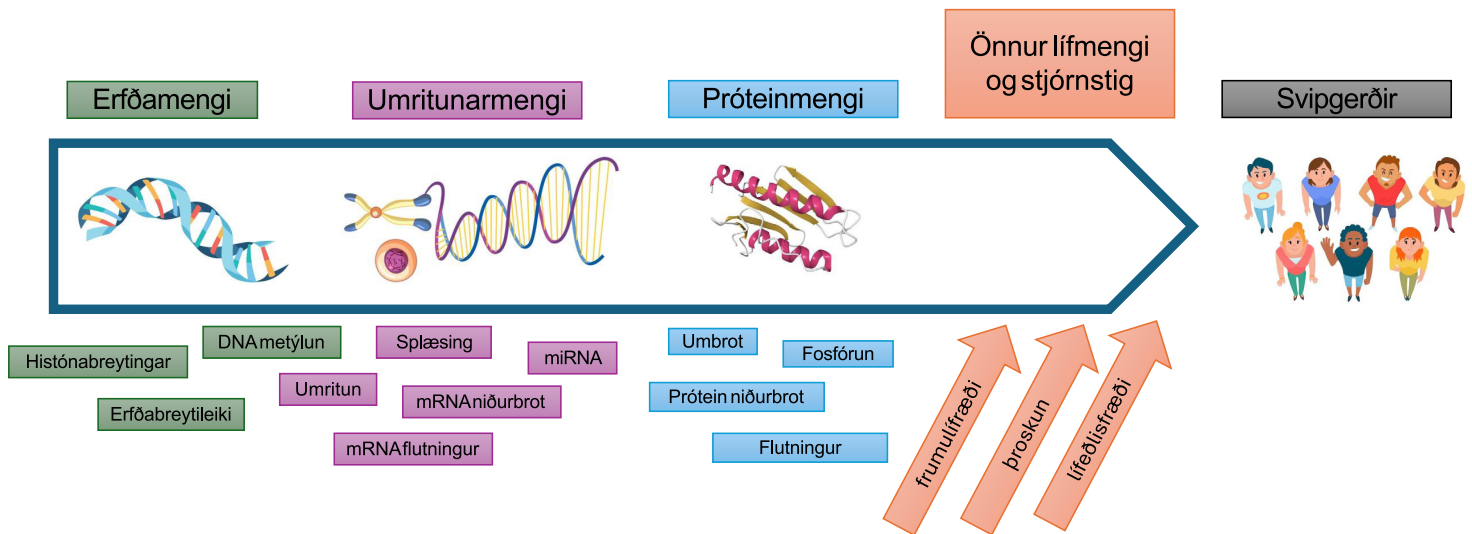 Erfðamengi
Umritunarmengi
Próteinmengi
Önnur lífmengi
og stjórnstig
Svipgerðir
Histónabreytingar
DNA metýlun
Erfðabreytileiki
Splæsing
miRNA
Umritun
mRNA niðurbrot
mRNA flutningur
Umbrot
Fosfórun
Prótein niðurbrot
Flutningur
frumulífræði
þroskun
lífeðlisfræði